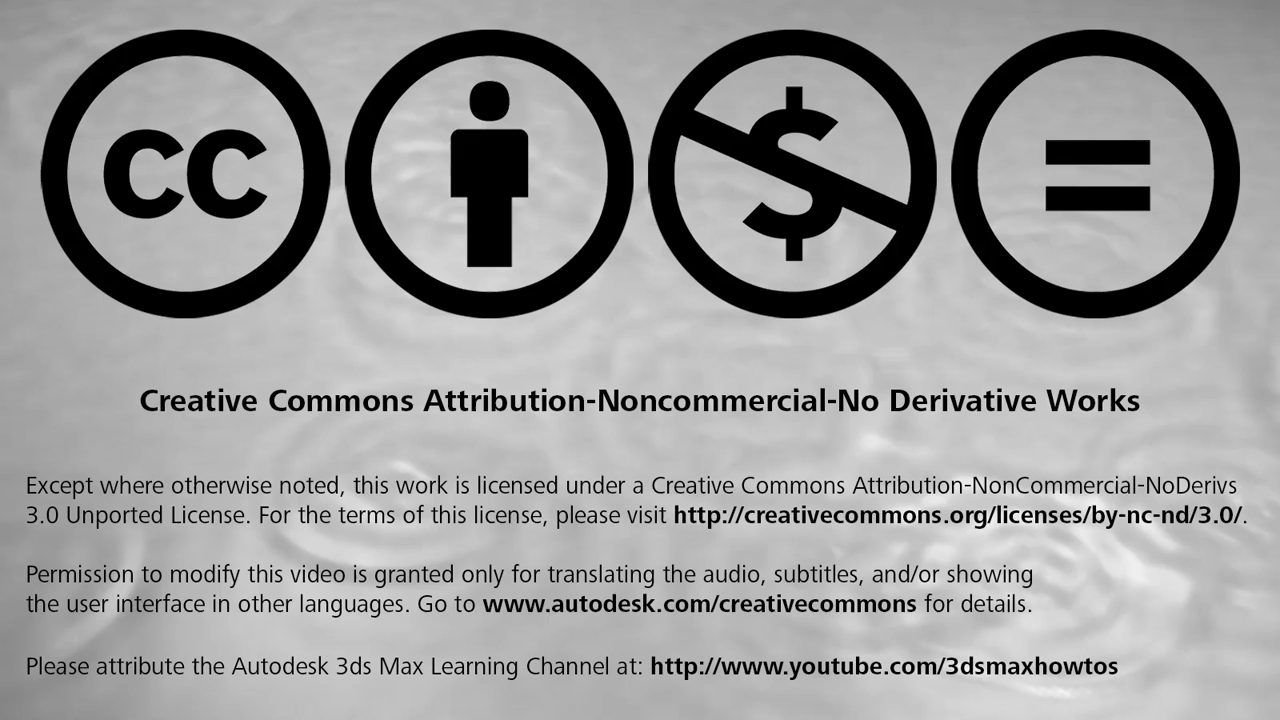 cc $ =
Creative Commons Attribution-Noncommercial-No Derivative Works
Except where otherwise noted, this work is licensed under a Creative Commons Attribution-NonCommercial-NoDerivs
3.0 Unported License. For the terms of this license, please visit http://creativecommons.org/licenses/by-nc-nd/3.0/.
Permission to modify this video is granted only for translating the audio, subtitles, and/or showing
the user interface in other languages. Go to www.autodesk.com/creativecommons for details.
Please attribute the Autodesk 3ds Max Learning Channel at: http://www.youtube.com/3dsmaxhowtos